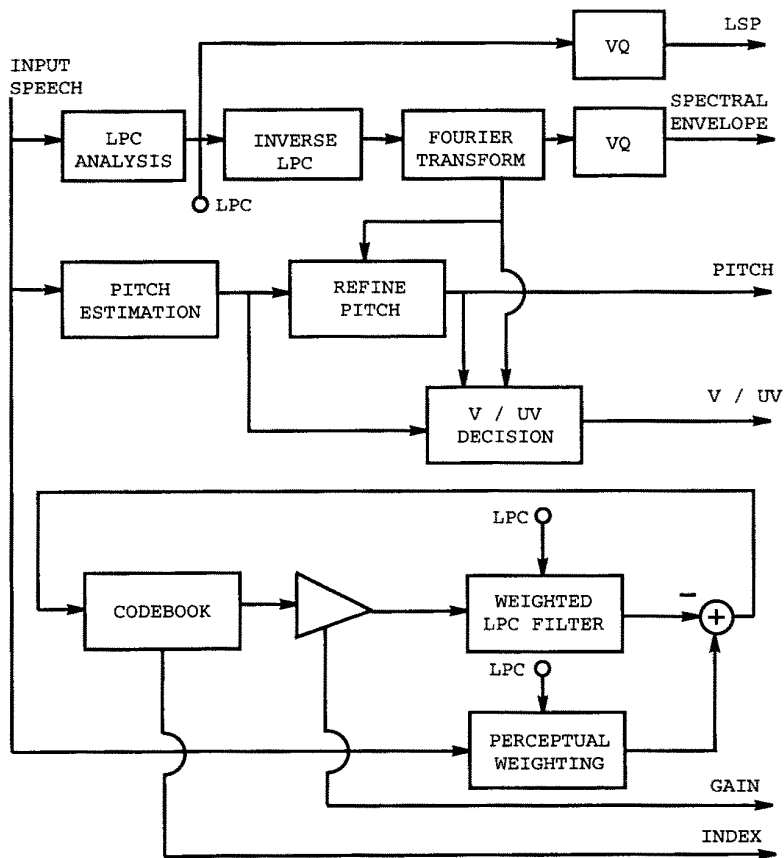 LSP
VQ
INPUT
SPEECH
SPECTRAL
ENVELOPE
LPC
ANALYSIS
INVERSE
LPC
FOURIER
TRANSFORM
VQ
LPC
PITCH
PITCH
ESTIMATION
REFINE
PITCH
V / UV
V / UV
DECISION
LPC
CODEBOOK
WEIGHTED
LPC FILTER
−
+
LPC
PERCEPTUAL
WEIGHTING
GAIN
INDEX